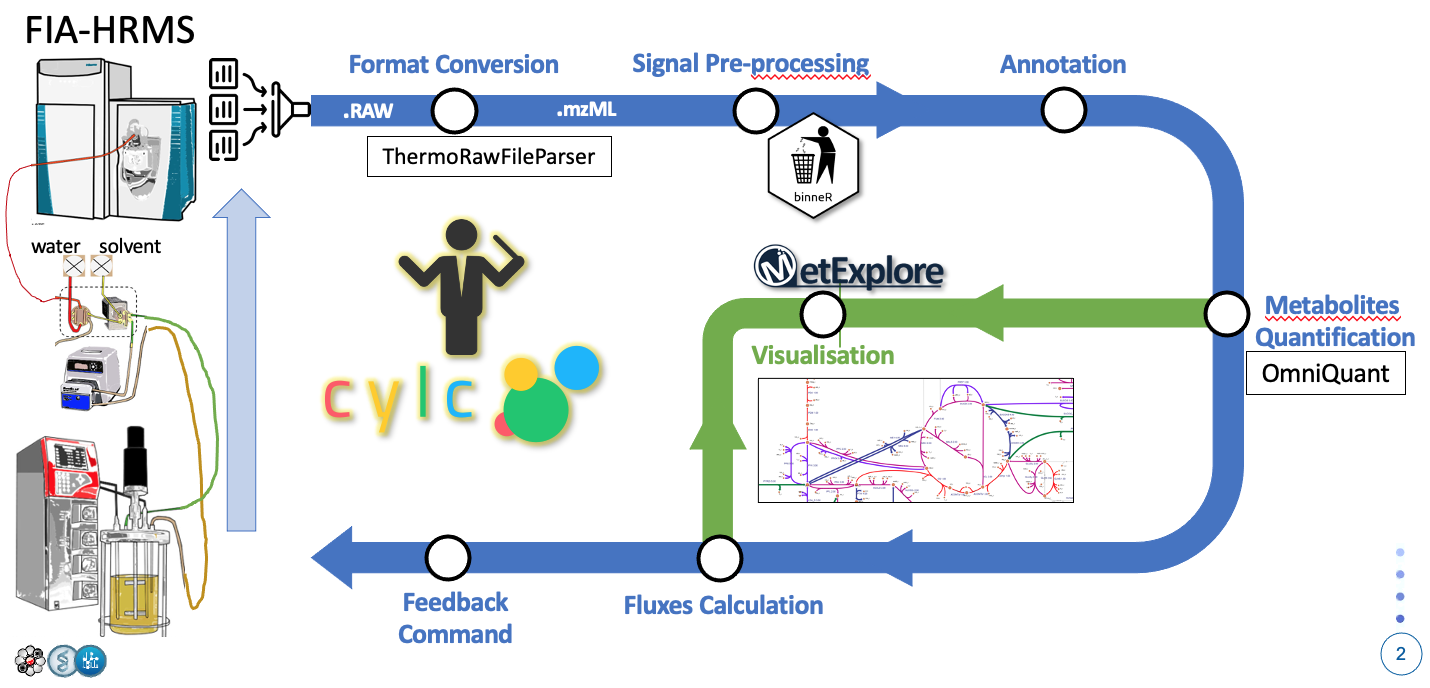 FIA-HRMS
Format Conversion
Signal Pre-processing
Annotation
.RAW
.mzML
ThermoRawFileParser
binneR
water solvent
MetExplore
Visualisation
Metabolites
Quantification
OmniQuant
cylc
Feedback
Command
Fluxes Calculation
2